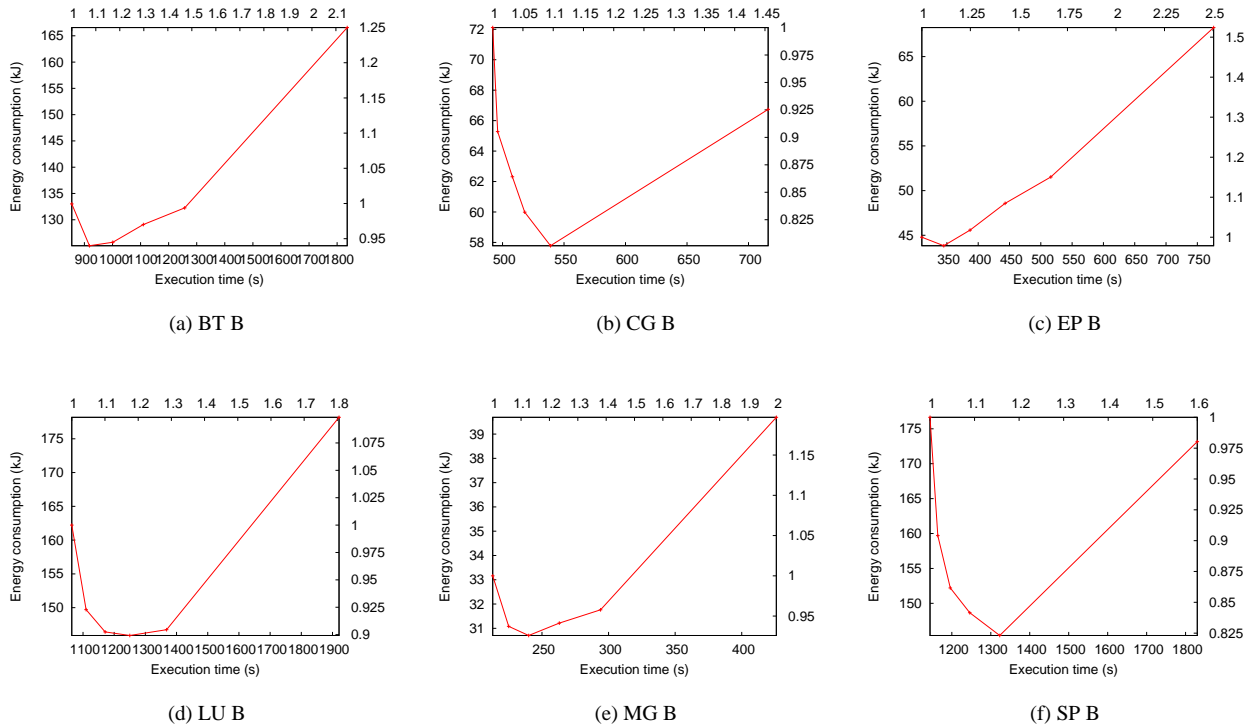 1 1.1 1.2 1.3 1.4 1.5 1.6 1.7 1.8 1.9 2 2.1
165
160
155
150
145
140
135
130
1.25
1.2
1.15
1.1
1.05
1
0.95
Energy consumption (kJ)
900 1000 1100 1200 1300 1400 1500 1600 1700 1800
Execution time (s)
(a) BT B
1 1.05 1.1 1.15 1.2 1.25 1.3 1.35 1.4 1.45
72
70
68
66
64
62
60
58
1
0.975
0.95
0.925
0.9
0.875
0.85
0.825
Energy consumption (kJ)
500 550 600 650 700
Execution time (s)
(b) CG B
1 1.25 1.5 1.75 2 2.25 2.5
65
60
55
50
45
1.5
1.4
1.3
1.2
1.1
1
Energy consumption (kJ)
350 400 450 500 550 600 650 700 750
Execution time (s)
(c) EP B
1 1.1 1.2 1.3 1.4 1.5 1.6 1.7 1.8
175
170
165
160
155
150
1.075
1.05
1.025
1
0.975
0.95
0.925
0.9
Energy consumption (kJ)
1100 1200 1300 1400 1500 1600 1700 1800 1900
Execution time (s)
(d) LU B
1 1.1 1.2 1.3 1.4 1.5 1.6 1.7 1.8 1.9 2
39
38
37
36
35
34
33
32
31
1.15
1.1
1.05
1
0.95
Energy consumption (kJ)
250 300 350 400
Execution time (s)
(e) MG B
1 1.1 1.2 1.3 1.4 1.5 1.6
175
170
165
160
155
150
1
0.975
0.95
0.925
0.9
0.875
0.85
0.825
Energy consumption (kJ)
1200 1300 1400 1500 1600 1700 1800
Execution time (s)
(f) SP B